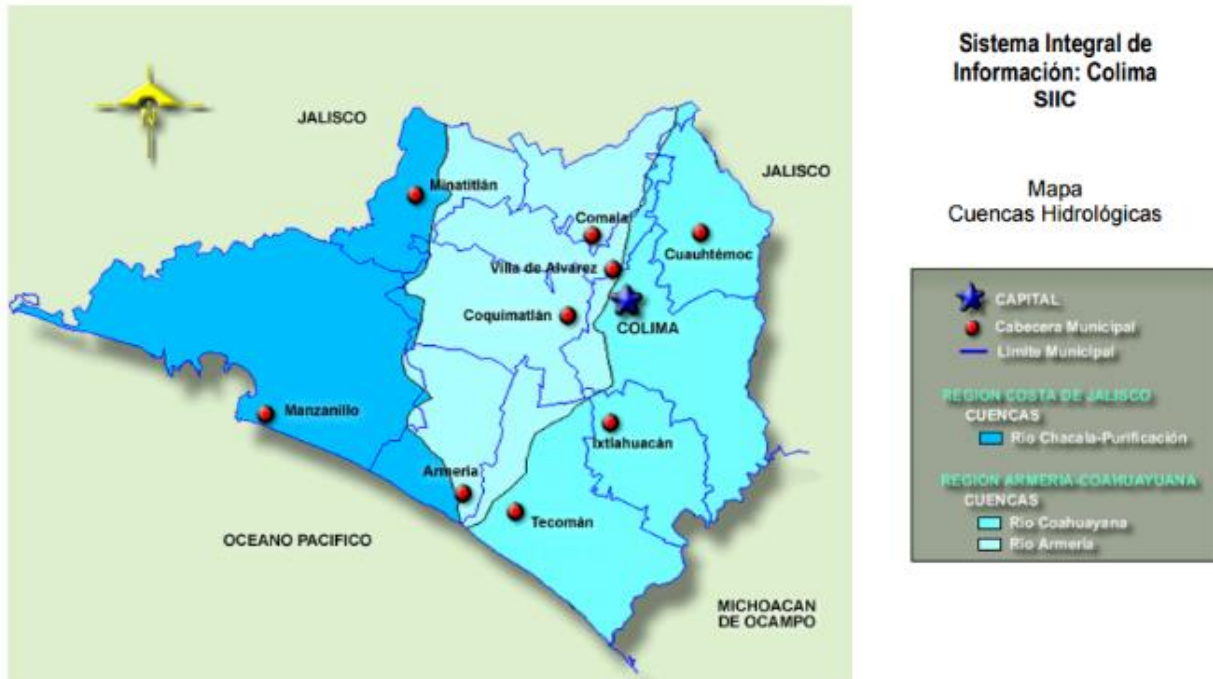 Sistema Integral de
Información: Colima
SIIC
Mapa
Cuencas Hidrológicas
N
JALISCO
JALISCO
Minatitlán
Comala
Cuauhtémoc
Villa de Alvarez
Coquimatlán
COLIMA
Manzanillo
Ixtlahuacán
Armería
Tecomán
OCEANO PACIFICO
MICHOACAN
DE OCAMPO
CAPITAL
Cabecera Municipal
Limite Municipal
REGION COSTA DE JALISCO
CUENCAS
Rio Chacala-Purificación
REGION ARMERIA-COAHUAYUANA
CUENCAS
Rio Coahuayana
Rio Armería